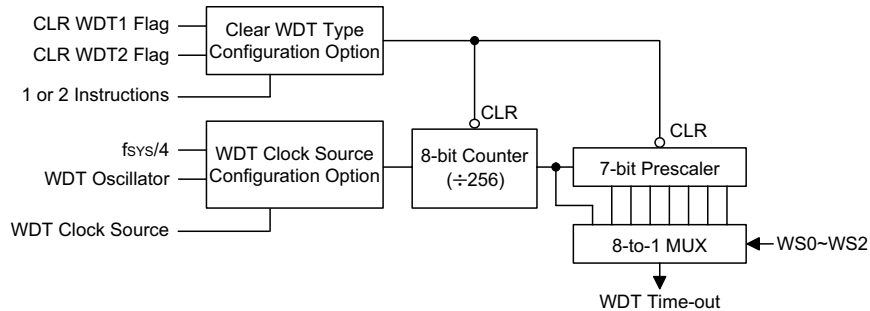 CLR WDT1 Flag
CLR WDT2 Flag
1 or 2 Instructions
Clear WDT Type
Configuration Option
CLR
CLR
fSYS/4
WDT Oscillator
WDT Clock Source
WDT Clock Source
Configuration Option
8-bit Counter
(÷256)
7-bit Prescaler
8-to-1 MUX
WS0~WS2
WDT Time-out